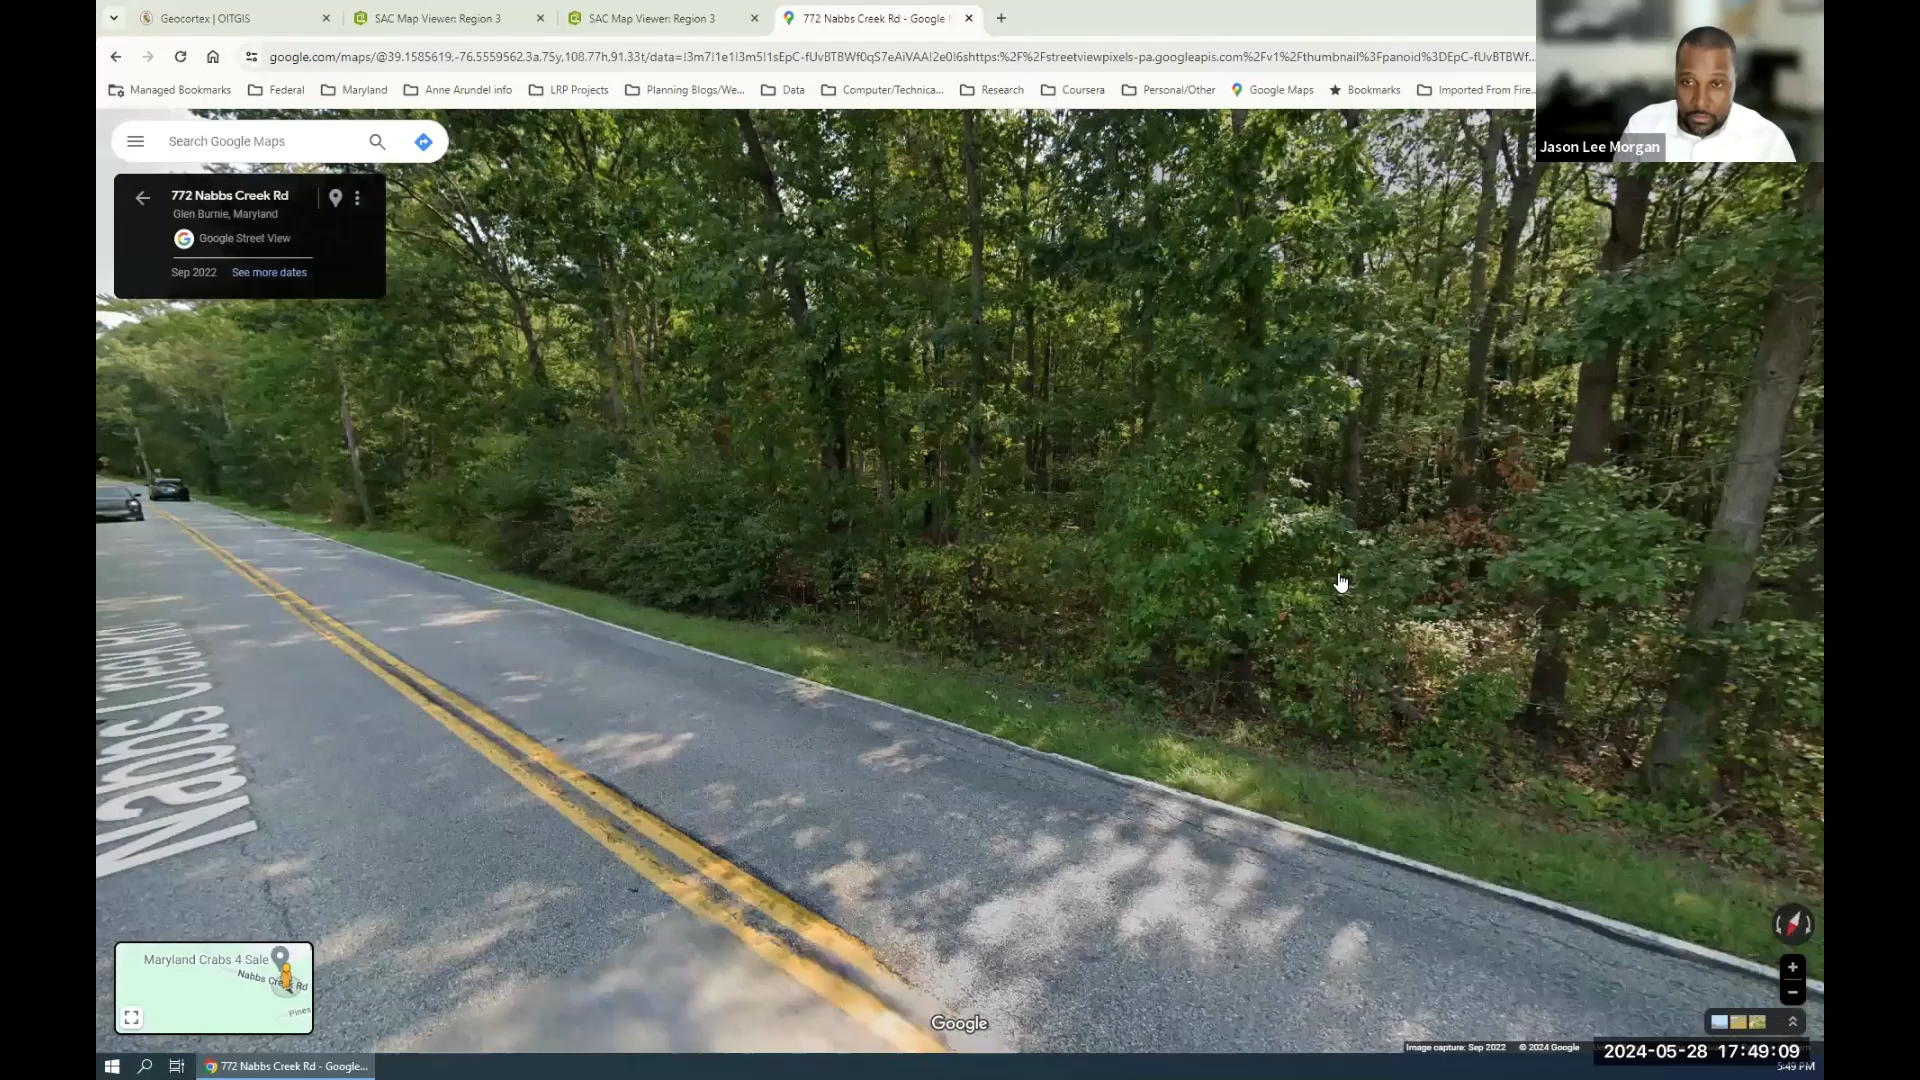 Geocortex | OITGIS
SAC Map Viewer: Region 3
SAC Map Viewer: Region 3
772 Nabbs Creek Rd - Google
google.com/maps/@39.1585619,-76.5559562,3a,75y,108.77h,91.33t/data=!3m7!1e1!3m5!1sEpC-fUvBTBWf0qS7eAiVAA!2e0!6shttps:%2F%2Fstreetviewpixels-pa.googleapis.com%2Fv1%2Fthumbnail%3Fpanoid%3DEpC-fUvBTBWf...
Managed Bookmarks
Federal
Maryland
Anne Arundel info
LRP Projects
Planning Blogs/We...
Data
Computer/Technica...
Research
Coursera
Personal/Other
Google Maps
Bookmarks
Imported From Fire...
Jason Lee Morgan
Search Google Maps
772 Nabbs Creek Rd
Glen Burnie, Maryland
Google Street View
Sep 2022 See more dates
Nabbs Creek Rd
Maryland Crabs 4 Sale
Nabbs Creek Rd
Pines
Google
Image capture: Sep 2022 © 2024 Google
2024-05-28 17:49:09
772 Nabbs Creek Rd - Google...
5:49 PM